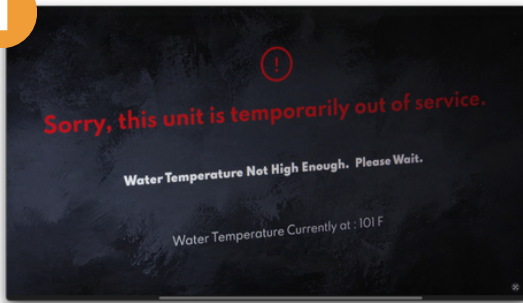 Sorry, this unit is temporarily out of service.
Water Temperature Not High Enough. Please Wait.
Water Temperature Currently at : 101 F